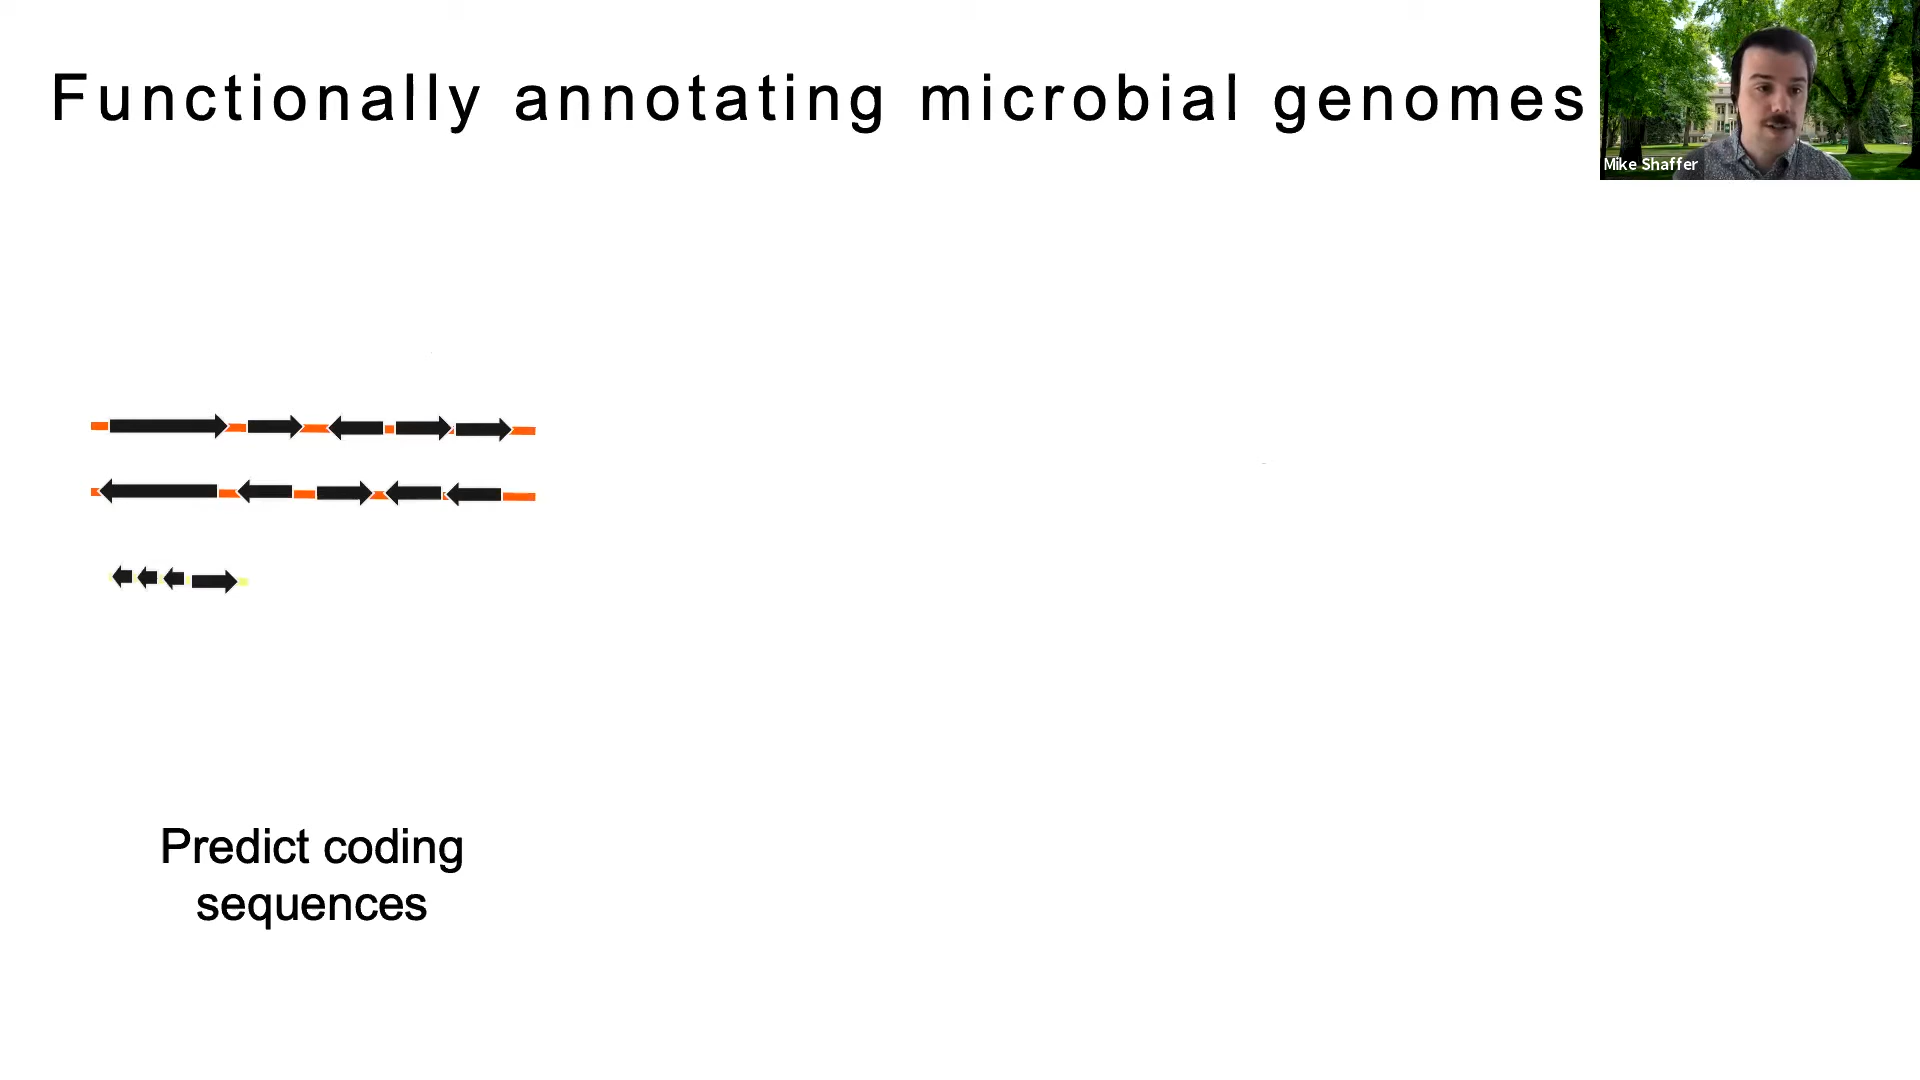 Functionally annotating microbial genomes
Mike Shaffer
Predict coding
sequences